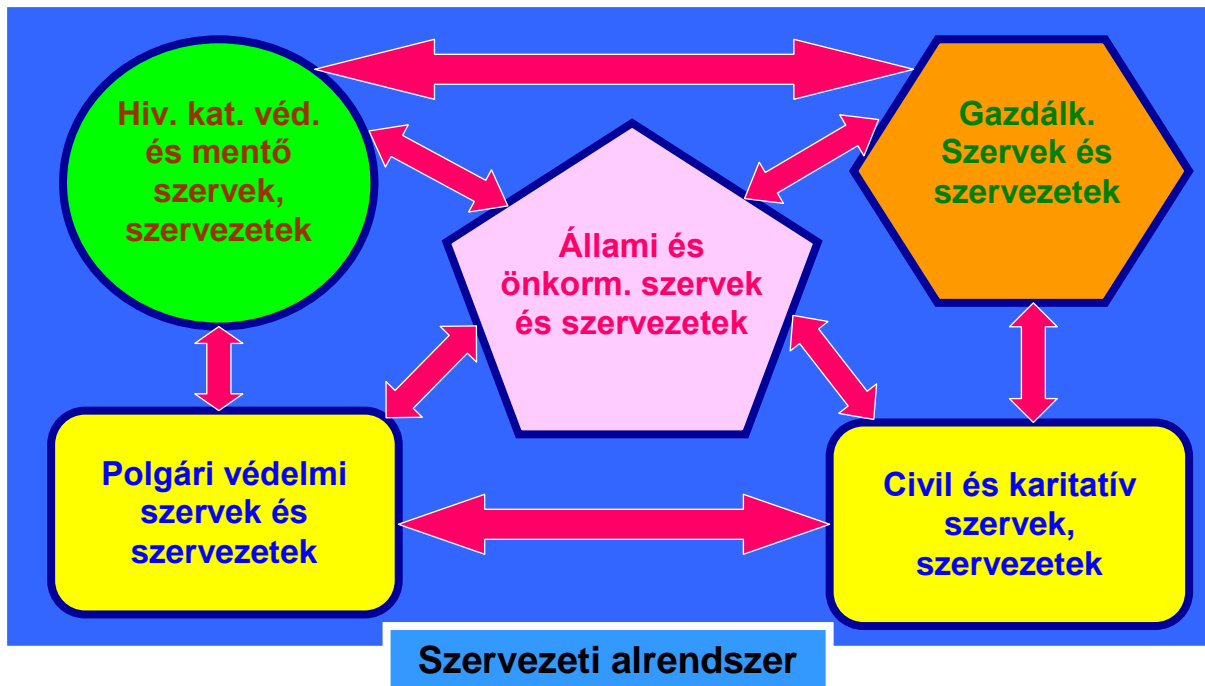 Hiv. kat. véd.
és mentő
szervek,
szervezetek
Gazdálk.
Szervek és
szervezetek
Állami és
önkorm. szervek
és szervezetek
Polgári védelmi
szervek és
szervezetek
Civil és karitatív
szervek,
szervezetek
Szervezeti alrendszer